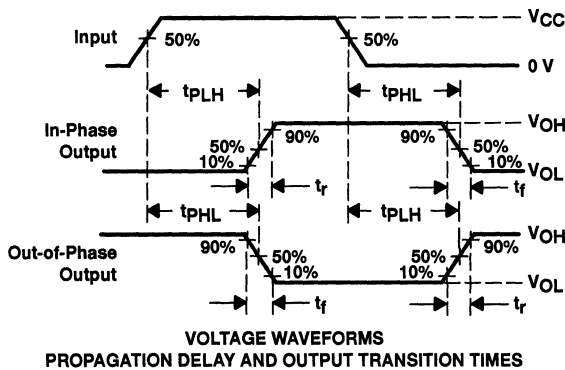 VCC
Input
50%
50%
0 V
tPLH
tPHL
In-Phase
Output
VOH
90%
90%
50%
50%
10%
10%
VOL
tr
tf
tPHL
tPLH
Out-of-Phase
Output
VOH
90%
90%
50%
50%
10%
10%
VOL
tf
tr
VOLTAGE WAVEFORMS
PROPAGATION DELAY AND OUTPUT TRANSITION TIMES